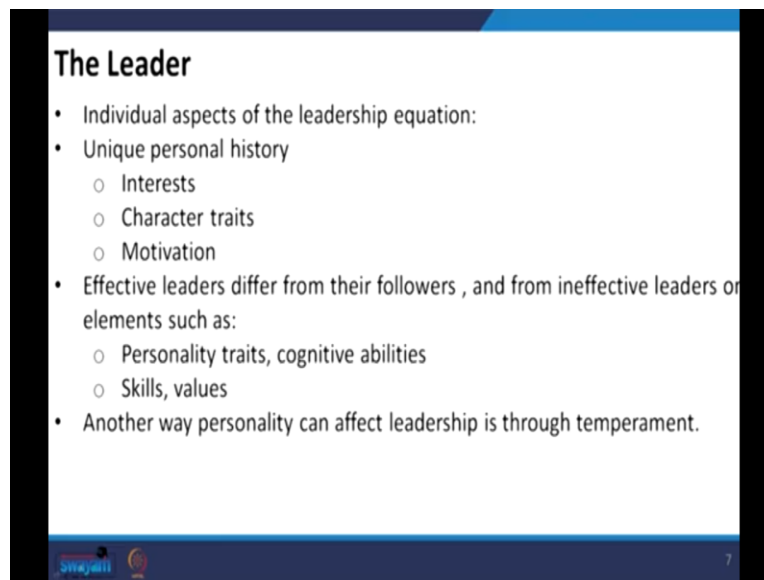 The Leader
• Individual aspects of the leadership equation:
• Unique personal history
o Interests
o Character traits
o Motivation
• Effective leaders differ from their followers , and from ineffective leaders or
elements such as:
o Personality traits, cognitive abilities
o Skills, values
• Another way personality can affect leadership is through temperament.
swayam
7